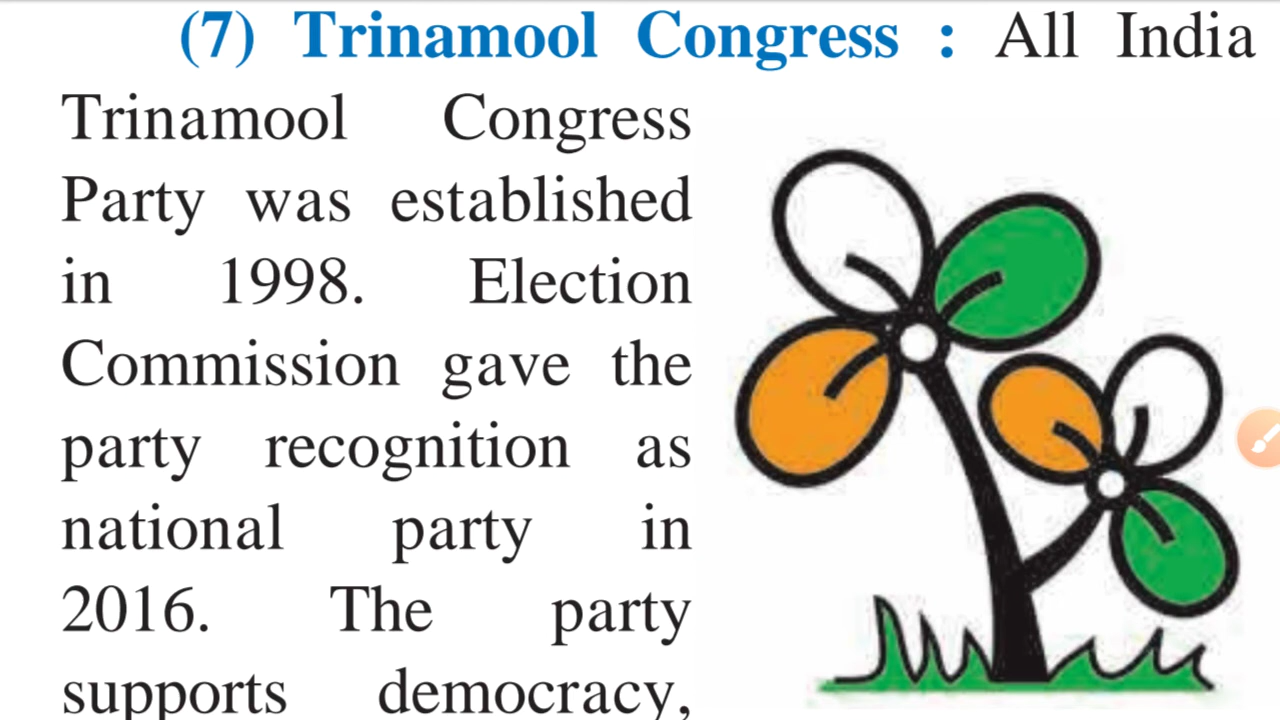 (7) Trinamool Congress : All India
Trinamool Congress
Party was established
in 1998. Election
Commission gave the
party recognition as
national party in
2016. The party
supports democracy,